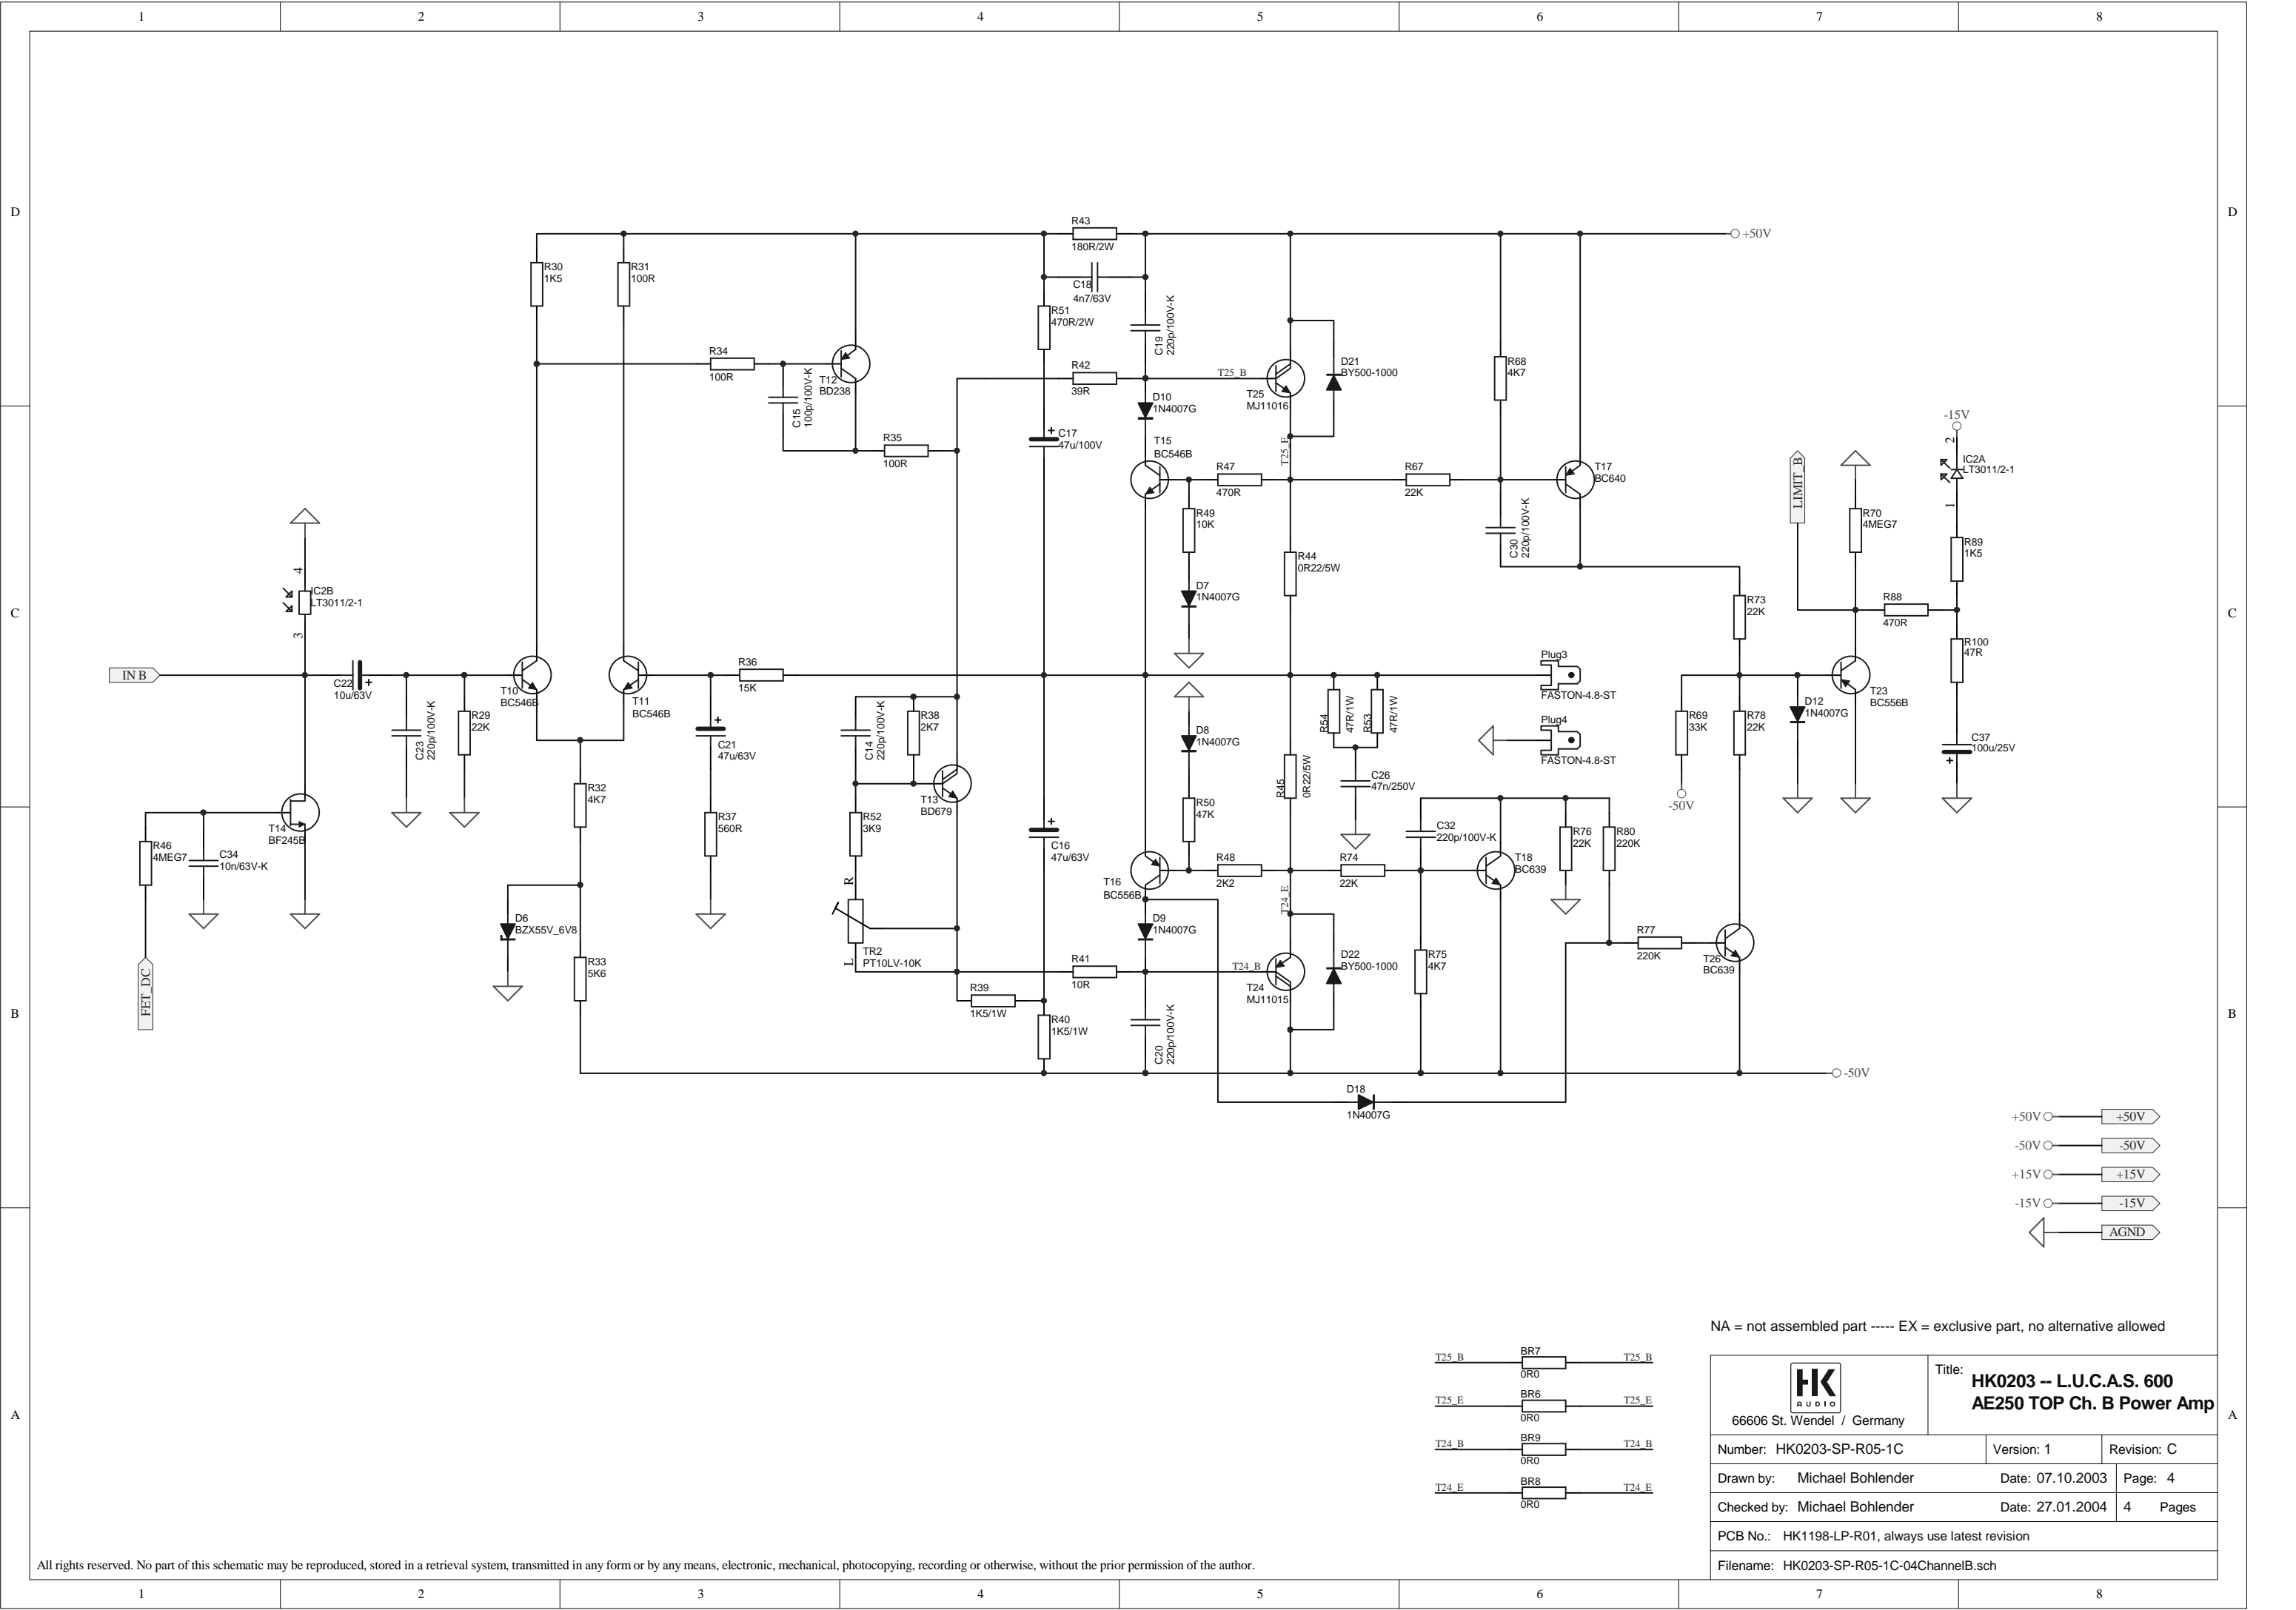 1 2 3 4 5 6 7 8
D D
R43
180R/2W
+50V
R30
1K5
R31
100R
C18
4n7/63V
R51
470R/2W
C19
220p/100V-K
R34
100R
T12
BD238
C15
100p/100V-K
R42
39R
T25_B
T25
MJ11016
D21
BY500-1000
R68
4K7
D10
1N4007G
C17
47u/100V
+
R35
100R
T15
BC546B
T25_E
R47
470R
R67
22K
T17
BC640
-15V
2
IC2A
LT3011/2-1
1
LIMIT_B
R70
4MEG7
R49
10K
C30
220p/100V-K
R44
0R22/5W
R89
1K5
C C
4
IC2B
LT3011/2-1
3
D7
1N4007G
R73
22K
R88
470R
R100
47R
IN B
C22
10u/63V
+
T10
BC546B
T11
BC546B
R36
15K
Plug3
FASTON-4.8-ST
T23
BC556B
C23
220p/100V-K
R29
22K
+
C21
47u/63V
C14
220p/100V-K
R38
2K7
D8
1N4007G
R54
47R/1W
R53
47R/1W
Plug4
FASTON-4.8-ST
R69
33K
R78
22K
D12
1N4007G
C37
100u/25V
+
-50V
R32
4K7
T13
BD679
R45
0R22/5W
C26
47n/250V
T14
BF245B
R46
4MEG7
C34
10n/63V-K
R37
560R
R52
3K9
+
C16
47u/63V
R50
47K
C32
220p/100V-K
R76
22K
R80
220K
T16
BC556B
R48
2K2
R74
22K
T18
BC639
R
T24_E
D6
BZX55V_6V8
TR2
PT10LV-10K
L
D9
1N4007G
R77
220K
T26
BC639
FET_DC
R33
5K6
R41
10R
T24_B
T24
MJ11015
D22
BY500-1000
R75
4K7
R39
1K5/1W
R40
1K5/1W
C20
220p/100V-K
B B
-50V
D18
1N4007G
+50V +50V
-50V -50V
+15V +15V
-15V -15V
AGND
NA = not assembled part ----- EX = exclusive part, no alternative allowed
T25_B BR7 0R0 T25_B
T25_E BR6 0R0 T25_E
T24_B BR9 0R0 T24_B
T24_E BR8 0R0 T24_E
A A
HK
AUDIO
66606 St. Wendel / Germany
Title:
HK0203 -- L.U.C.A.S. 600
AE250 TOP Ch. B Power Amp
Number: HK0203-SP-R05-1C Version: 1 Revision: C
Drawn by: Michael Bohlender Date: 07.10.2003 Page: 4
Checked by: Michael Bohlender Date: 27.01.2004 4 Pages
PCB No.: HK1198-LP-R01, always use latest revision
Filename: HK0203-SP-R05-1C-04ChannelB.sch
All rights reserved. No part of this schematic may be reproduced, stored in a retrieval system, transmitted in any form or by any means, electronic, mechanical, photocopying, recording or otherwise, without the prior permission of the author.
1 2 3 4 5 6 7 8